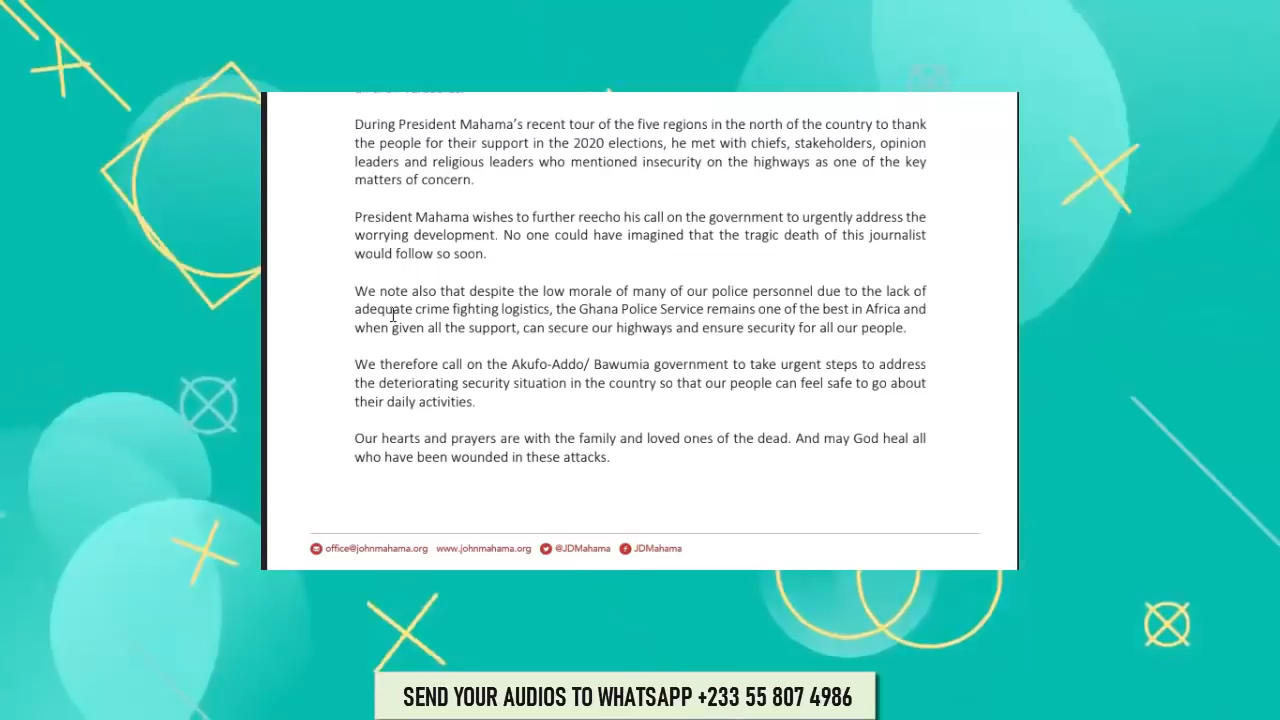 During President Mahama's recent tour of the five regions in the north of the country to thank
the people for their support in the 2020 elections, he met with chiefs, stakeholders, opinion
leaders and religious leaders who mentioned insecurity on the highways as one of the key
matters of concern.
President Mahama wishes to further reecho his call on the government to urgently address the
worrying development. No one could have imagined that the tragic death of this journalist
would follow so soon.
We note also that despite the low morale of many of our police personnel due to the lack of
adequate crime fighting logistics, the Ghana Police Service remains one of the best in Africa and
when given all the support, can secure our highways and ensure security for all our people.
We therefore call on the Akufo-Addo/ Bawumia government to take urgent steps to address
the deteriorating security situation in the country so that our people can feel safe to go about
their daily activities.
Our hearts and prayers are with the family and loved ones of the dead. And may God heal all
who have been wounded in these attacks.
office@johnmahama.org www.johnmahama.org @JDMahama JDMahama
SEND YOUR AUDIOS TO WHATSAPP +233 55 807 4986